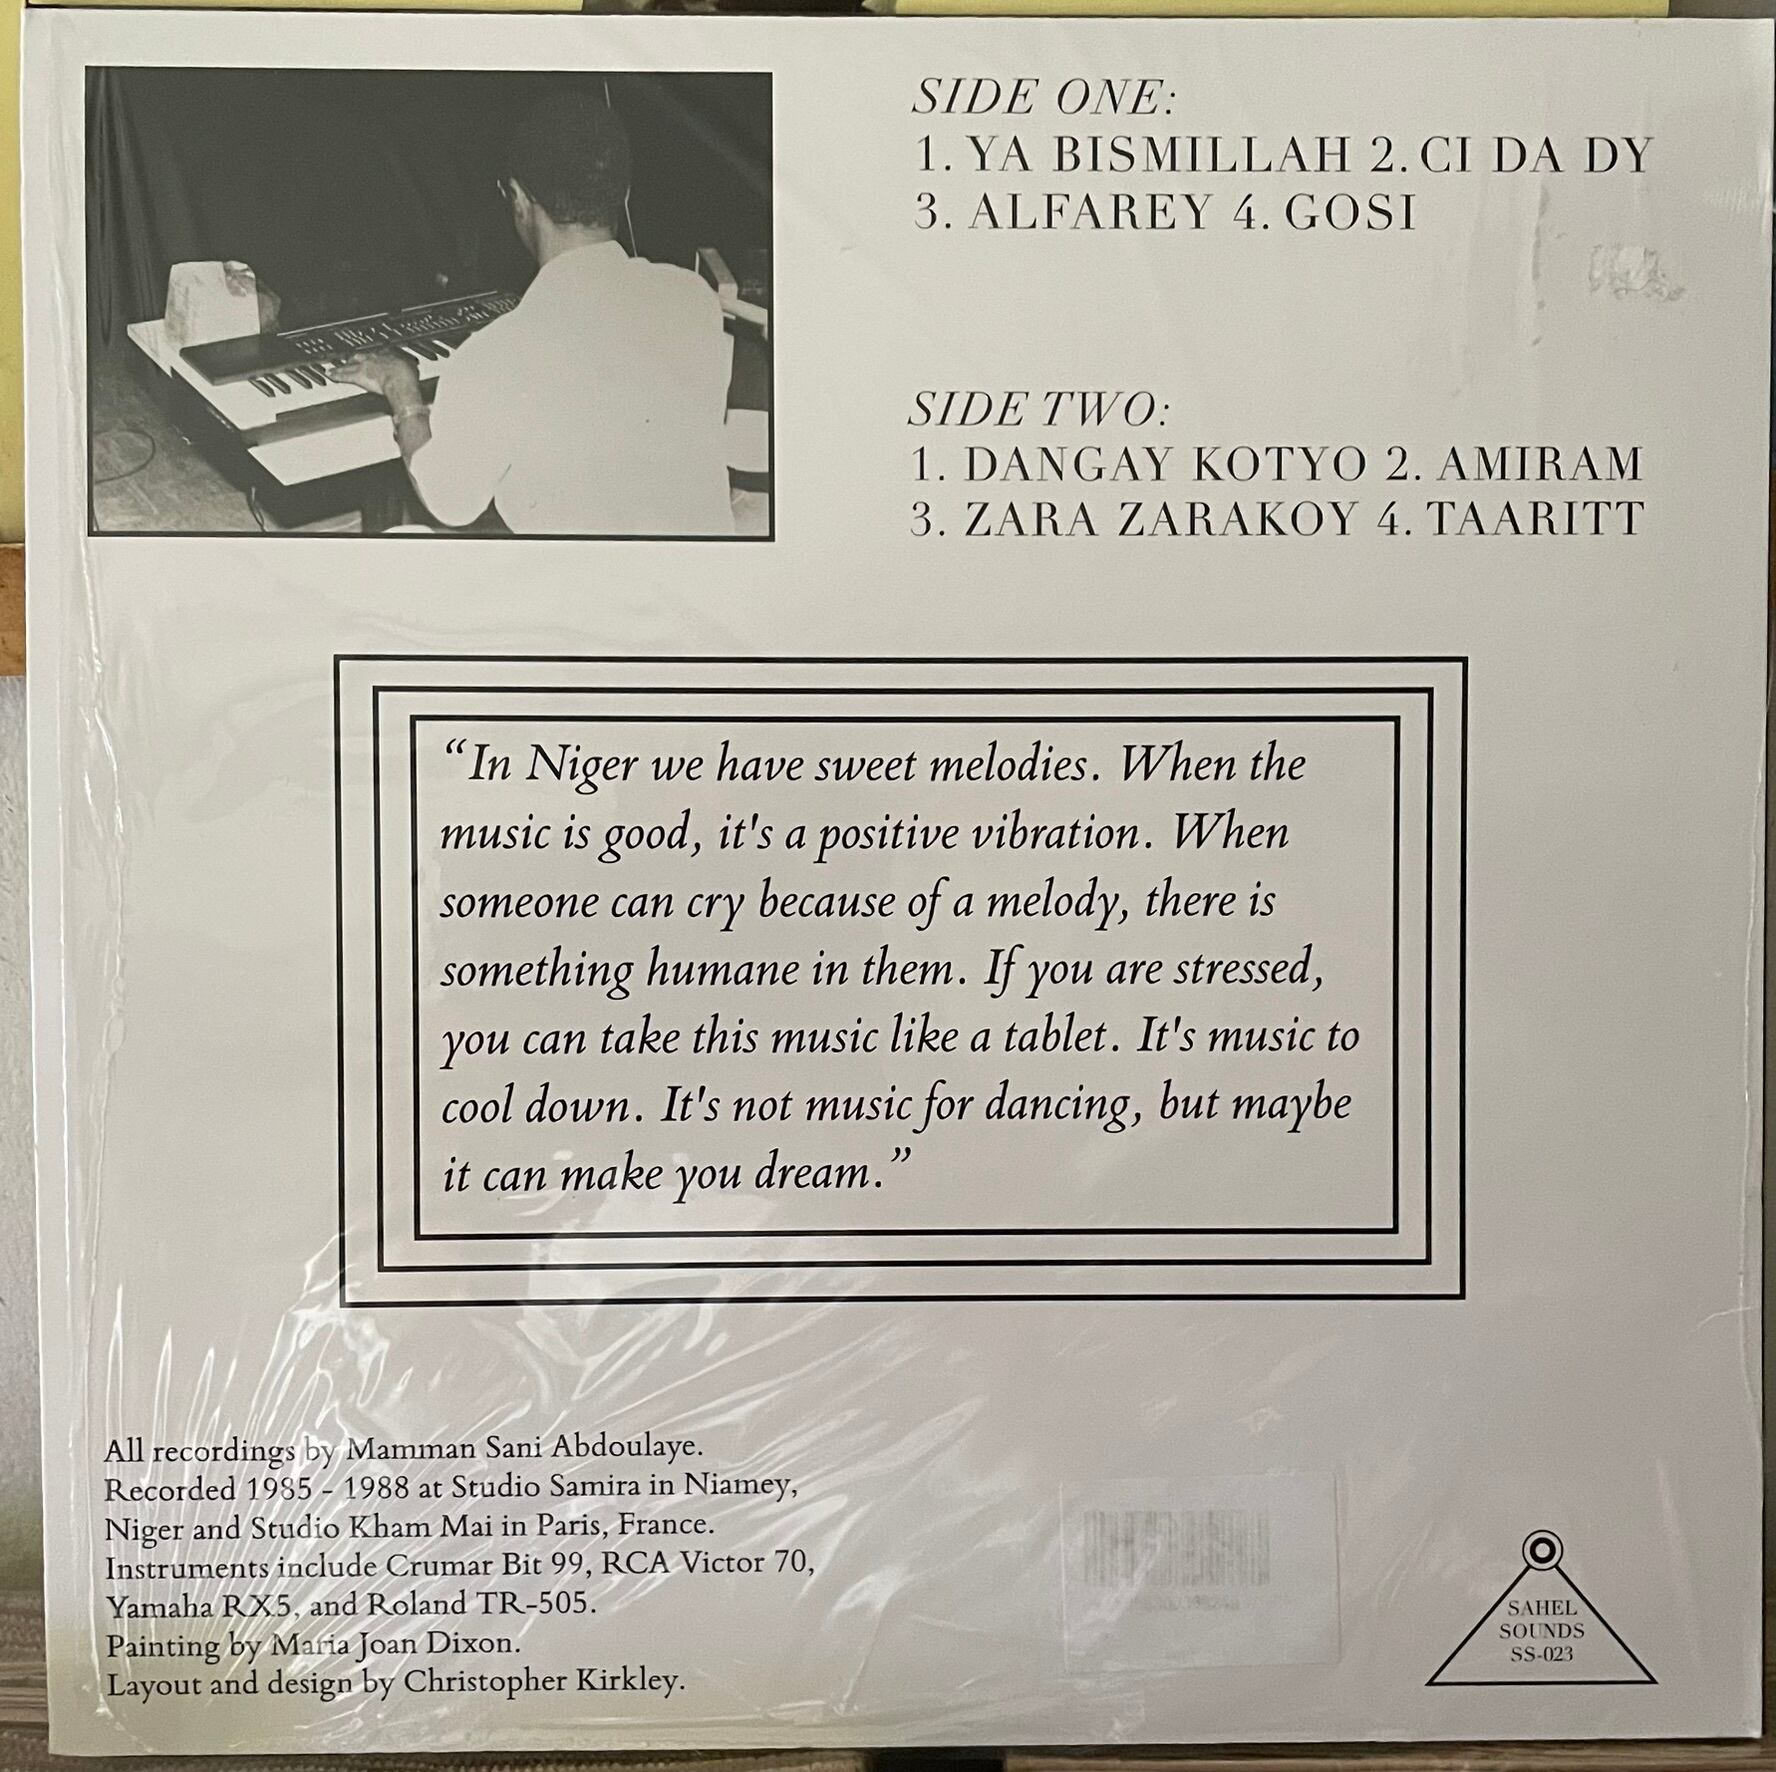 SIDE ONE:
1. YA BISMILLAH 2. CI DA DY
3. ALFAREY 4. GOSI
SIDE TWO:
1. DANGAY KOTYO 2. AMIRAM
3. ZARA ZARAKOY 4. TAARITT
“In Niger we have sweet melodies. When the
music is good, it's a positive vibration. When
someone can cry because of a melody, there is
something humane in them. If you are stressed,
you can take this music like a tablet. It's music to
cool down. It's not music for dancing, but maybe
it can make you dream.”
All recordings by Mamman Sani Abdoulaye.
Recorded 1985 - 1988 at Studio Samira in Niamey,
Niger and Studio Kham Mai in Paris, France.
Instruments include Crumar Bit 99, RCA Victor 70,
Yamaha RX5, and Roland TR-505.
Painting by Maria Joan Dixon.
Layout and design by Christopher Kirkley.
SAHEL
SOUNDS
SS-023